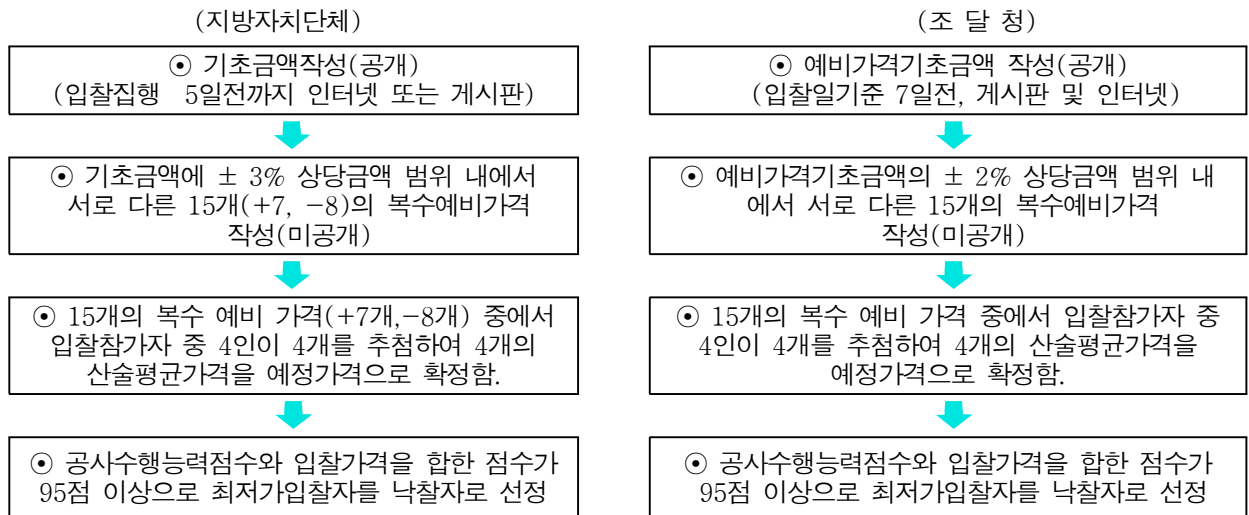 (지방자치단체)
⊙ 기초금액작성(공개)
(입찰집행 5일전까지 인터넷 또는 게시판)
⊙ 기초금액에 ± 3% 상당금액 범위 내에서
서로 다른 15개(+7, −8)의 복수예비가격
작성(미공개)
⊙ 15개의 복수 예비 가격(+7개,−8개) 중에서
입찰참가자 중 4인이 4개를 추첨하여 4개의
산술평균가격을 예정가격으로 확정함.
⊙ 공사수행능력점수와 입찰가격을 합한 점수가
95점 이상으로 최저가입찰자를 낙찰자로 선정
(조 달 청)
⊙ 예비가격기초금액 작성(공개)
(입찰일기준 7일전, 게시판 및 인터넷)
⊙ 예비가격기초금액의 ± 2% 상당금액 범위 내
에서 서로 다른 15개의 복수예비가격
작성(미공개)
⊙ 15개의 복수 예비 가격 중에서 입찰참가자 중
4인이 4개를 추첨하여 4개의 산술평균가격을
예정가격으로 확정함.
⊙ 공사수행능력점수와 입찰가격을 합한 점수가
95점 이상으로 최저가입찰자를 낙찰자로 선정